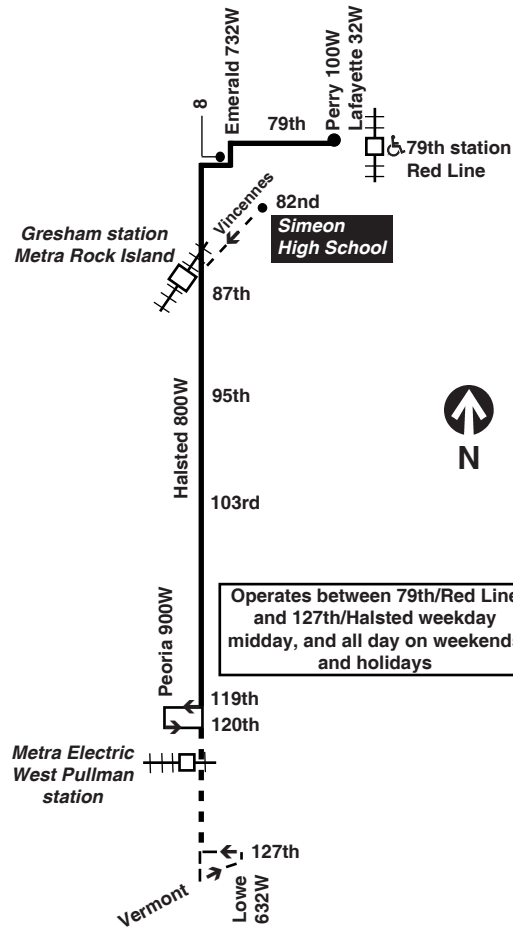 8
Emerald 732W
79th
Perry 100W
Lafayette 32W
79th station
Red Line
Vincennes
82nd
Simeon
High School
Gresham station
Metra Rock Island
87th
Halsted 800W
95th
N
103rd
Operates between 79th/Red Line
and 127th/Halsted weekday
midday, and all day on weekends
and holidays
Peoria 900W
119th
120th
Metra Electric
West Pullman
station
127th
Vermont
Lowe
632W